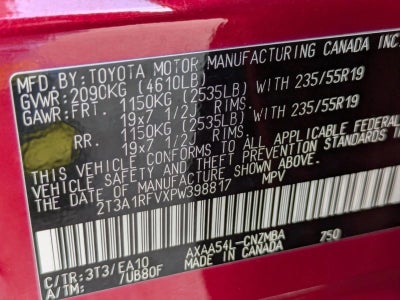 MFD.BY:TOYOTA MOTOR MANUFACTURING CANADA INC.
GVWR:2090KG (4610LB)
GAWR:FRT. 1150KG (2535LB) WITH 235/55R19
19x7 1/2J RIMS.
RR. 1150KG (2535LB) WITH 235/55R19
19x7 1/2J RIMS.
THIS VEHICLE CONFORMS TO ALL APPLICABLE FEDERAL
MOTOR VEHICLE SAFETY AND THEFT PREVENTION STANDARDS IN
EFFECT ON THE DATE OF MANUFACTURE SHOWN ABOVE.
2T3A1RFVXPW398817 MPV
C/TR:3T3/EA10 AXAA54L-CNZMBA 750
A/TM: /UB80F MADE IN CANADA